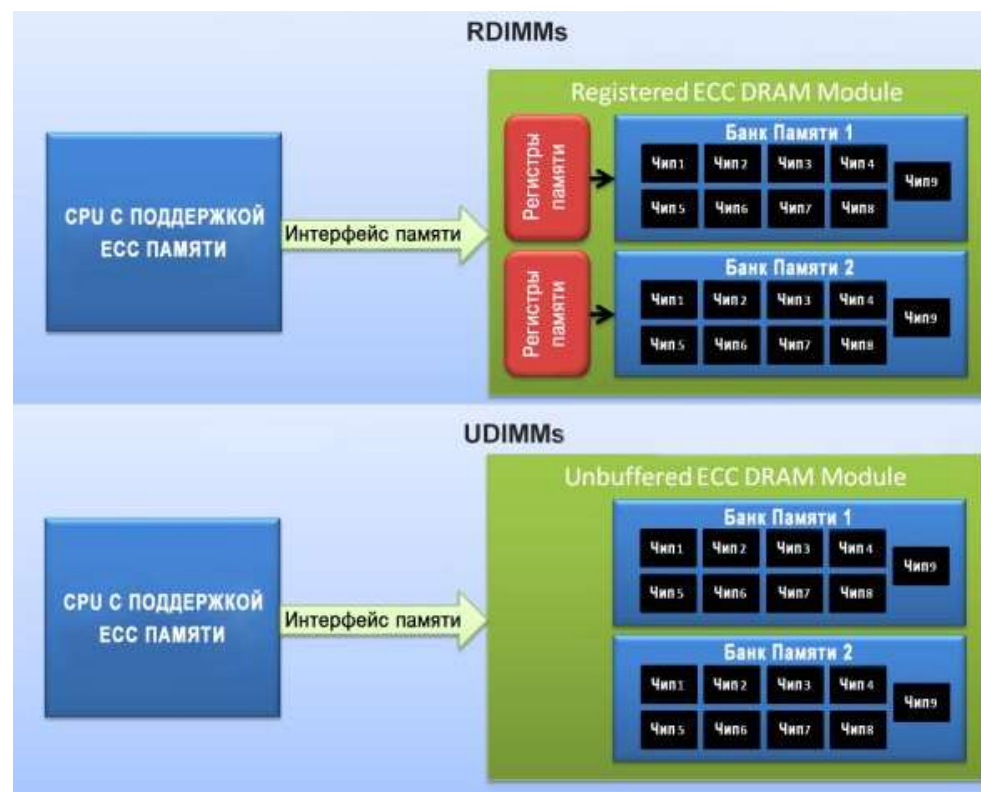 RDIMMs
Registered ECC DRAM Module
CPU С ПОДДЕРЖКОЙ
ECC ПАМЯТИ
Интерфейс памяти
Регистры
памяти
Банк Памяти 1
Чип1 Чип2 Чип3 Чип4
Чип9
Чип5 Чип6 Чип7 Чип8
Регистры
памяти
Банк Памяти 2
Чип1 Чип2 Чип3 Чип4
Чип9
Чип5 Чип6 Чип7 Чип8
UDIMMs
Unbuffered ECC DRAM Module
CPU С ПОДДЕРЖКОЙ
ECC ПАМЯТИ
Интерфейс памяти
Банк Памяти 1
Чип1 Чип2 Чип3 Чип4
Чип9
Чип5 Чип6 Чип7 Чип8
Банк Памяти 2
Чип1 Чип2 Чип3 Чип4
Чип9
Чип5 Чип6 Чип7 Чип8